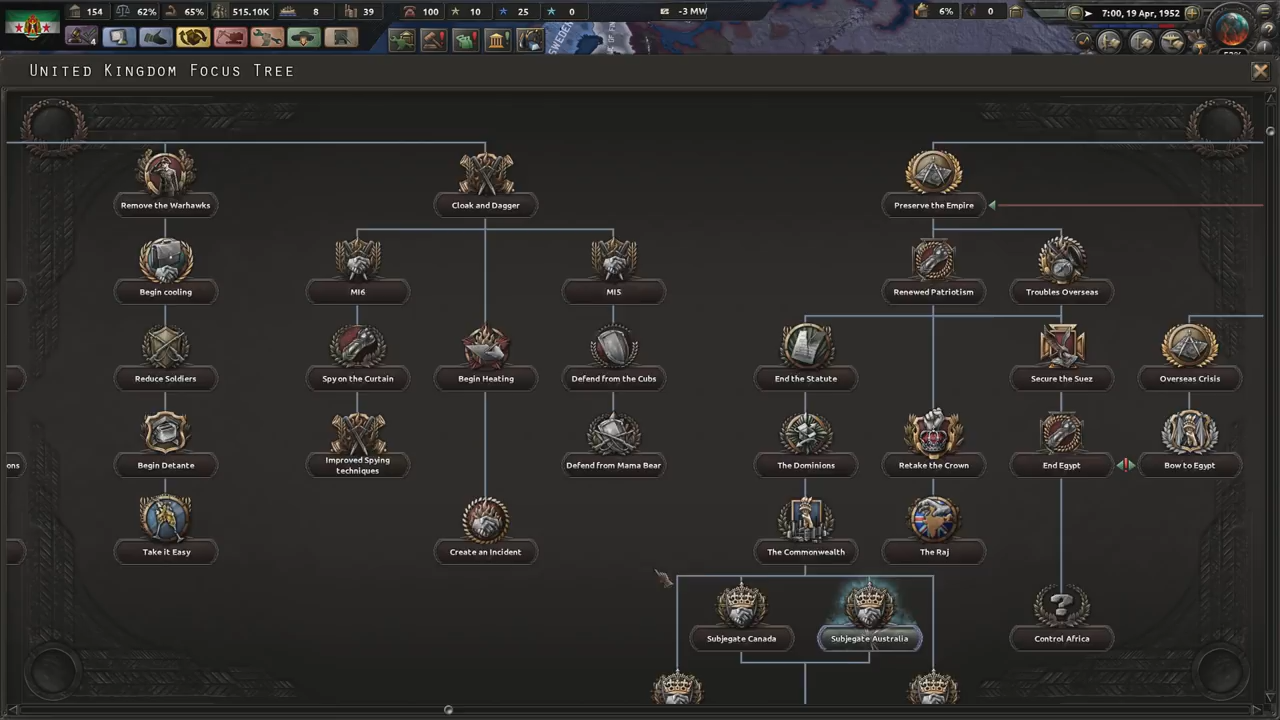 154 62% 65% 515.10K 8 39 100 10 25 0 -3 MW 6% 0 7:00, 19 Apr, 1952
4
SWEDEN
United Kingdom Focus Tree
Remove the Warhawks
Cloak and Dagger
Preserve the Empire
Begin cooling
MI6
MI5
Renewed Patriotism
Troubles Overseas
Reduce Soldiers
Spy on the Curtain
Begin Heating
Defend from the Cubs
End the Statute
Secure the Suez
Overseas Crisis
ons
Begin Detante
Improved Spying
techniques
Defend from Mama Bear
The Dominions
Retake the Crown
End Egypt
Bow to Egypt
Take it Easy
Create an Incident
The Commonwealth
The Raj
Subjegate Canada
Subjegate Australia
Control Africa